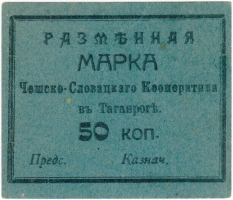 РАЗМѢННАЯ
МАРКА
Чешско-Словацкаго Кооператива
въ Таганрогѣ.
50 коп.
Предс. Казнач.